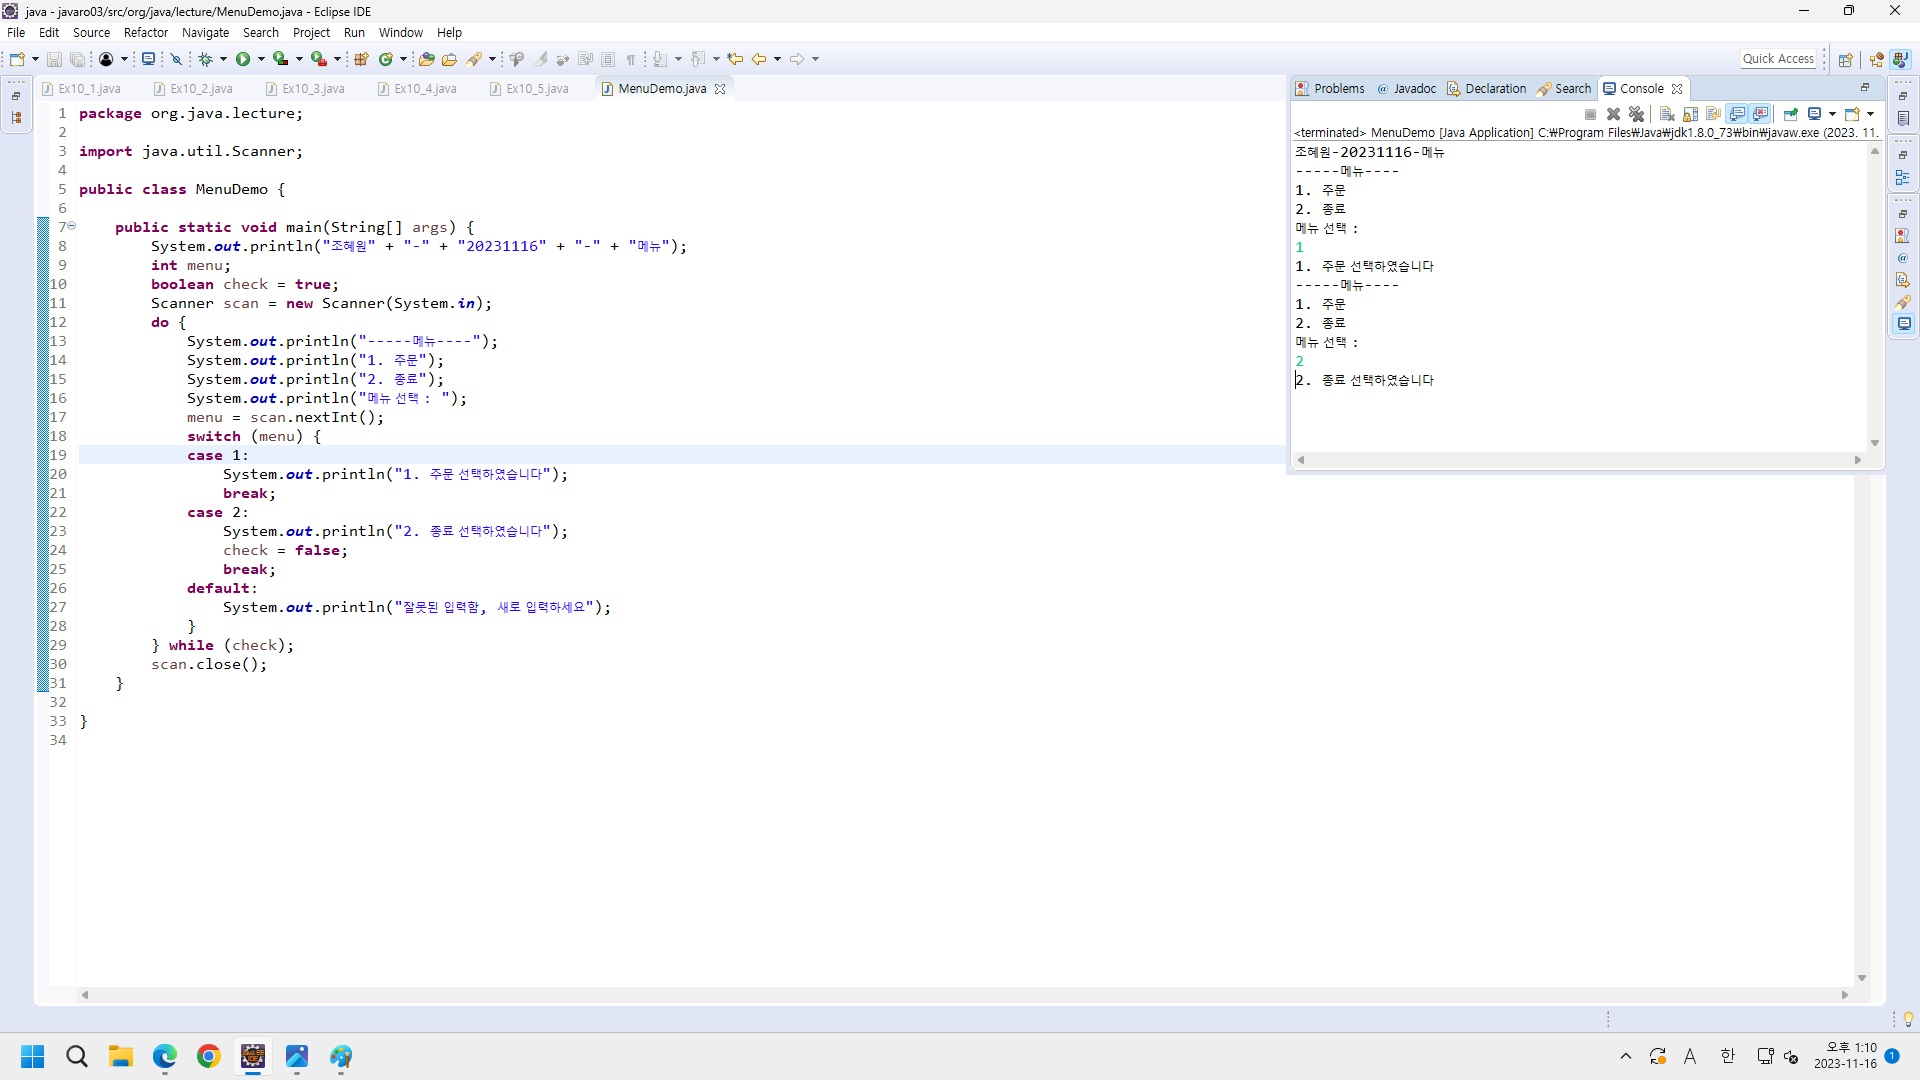 java - javaro03/src/org/java/lecture/MenuDemo.java - Eclipse IDE
File Edit Source Refactor Navigate Search Project Run Window Help
Quick Access
Ex10_1.java Ex10_2.java Ex10_3.java Ex10_4.java Ex10_5.java MenuDemo.java
1 package org.java.lecture;
2
3 import java.util.Scanner;
4
5 public class MenuDemo {
6
7 public static void main(String[] args) {
8 System.out.println("조혜원" + "-" + "20231116" + "-" + "메뉴");
9 int menu;
10 boolean check = true;
11 Scanner scan = new Scanner(System.in);
12 do {
13 System.out.println("-----메뉴----");
14 System.out.println("1. 주문");
15 System.out.println("2. 종료");
16 System.out.println("메뉴 선택 : ");
17 menu = scan.nextInt();
18 switch (menu) {
19 case 1:
20 System.out.println("1. 주문 선택하였습니다");
21 break;
22 case 2:
23 System.out.println("2. 종료 선택하였습니다");
24 check = false;
25 break;
26 default:
27 System.out.println("잘못된 입력함, 새로 입력하세요");
28 }
29 } while (check);
30 scan.close();
31 }
32
33 }
34
Problems Javadoc Declaration Search Console
<terminated> MenuDemo [Java Application] C:₩Program Files₩Java₩jdk1.8.0_73₩bin₩javaw.exe (2023. 11.
조혜원-20231116-메뉴
-----메뉴----
1. 주문
2. 종료
메뉴 선택 :
1
1. 주문 선택하였습니다
-----메뉴----
1. 주문
2. 종료
메뉴 선택 :
2
2. 종료 선택하였습니다
A 한 오후 1:10
2023-11-16 1